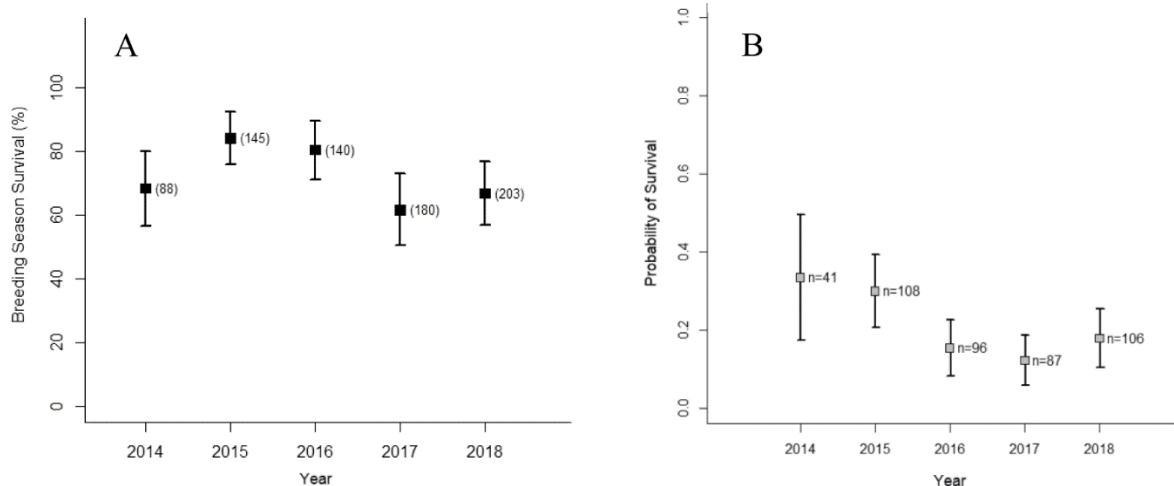 A
Breeding Season Survival (%)
100
80
60
40
20
0
(88)
(145)
(140)
(180)
(203)
2014 2015 2016 2017 2018
Year
B
Probability of Survival
1.0
0.8
0.6
0.4
0.2
0.0
n=41
n=108
n=96
n=87
n=106
2014 2015 2016 2017 2018
Year